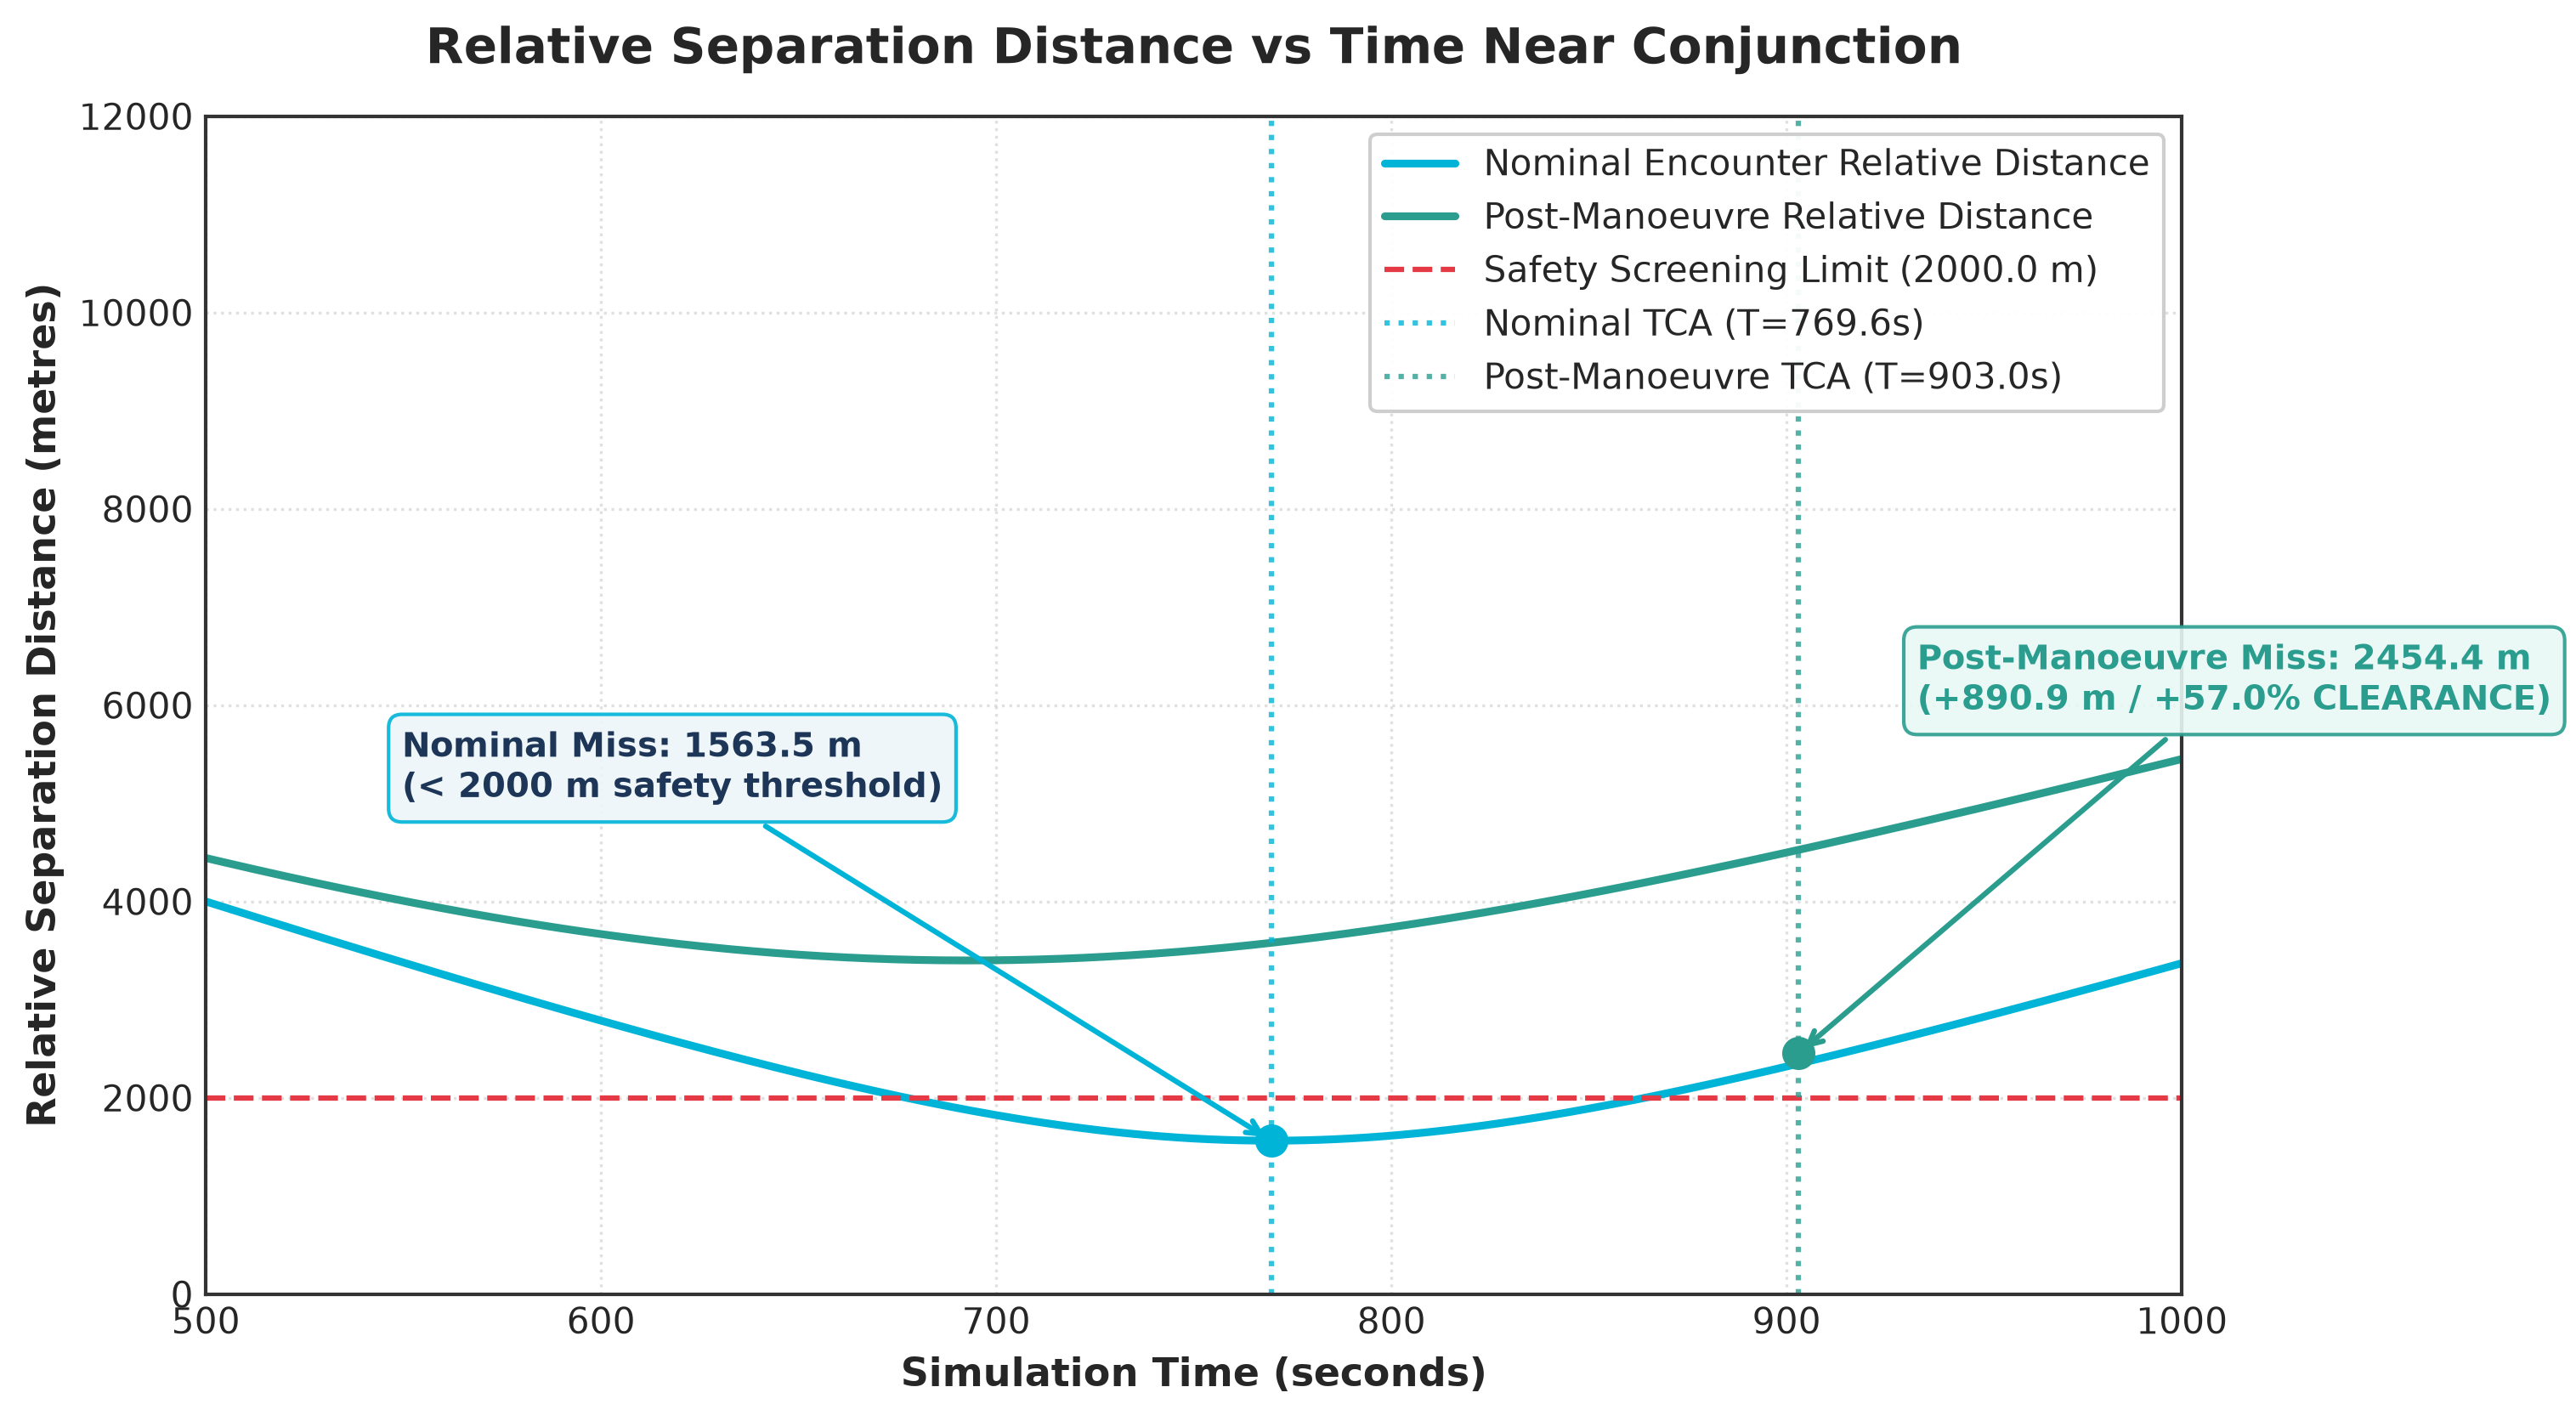 Relative Separation Distance vs Time Near Conjunction
Relative Separation Distance (metres)
12000
10000
8000
6000
4000
2000
0
Nominal Encounter Relative Distance
Post-Manoeuvre Relative Distance
Safety Screening Limit (2000.0 m)
Nominal TCA (T=769.6s)
Post-Manoeuvre TCA (T=903.0s)
Post-Manoeuvre Miss: 2454.4 m
(+890.9 m / +57.0% CLEARANCE)
Nominal Miss: 1563.5 m
(< 2000 m safety threshold)
500
600
700
800
900
1000
Simulation Time (seconds)